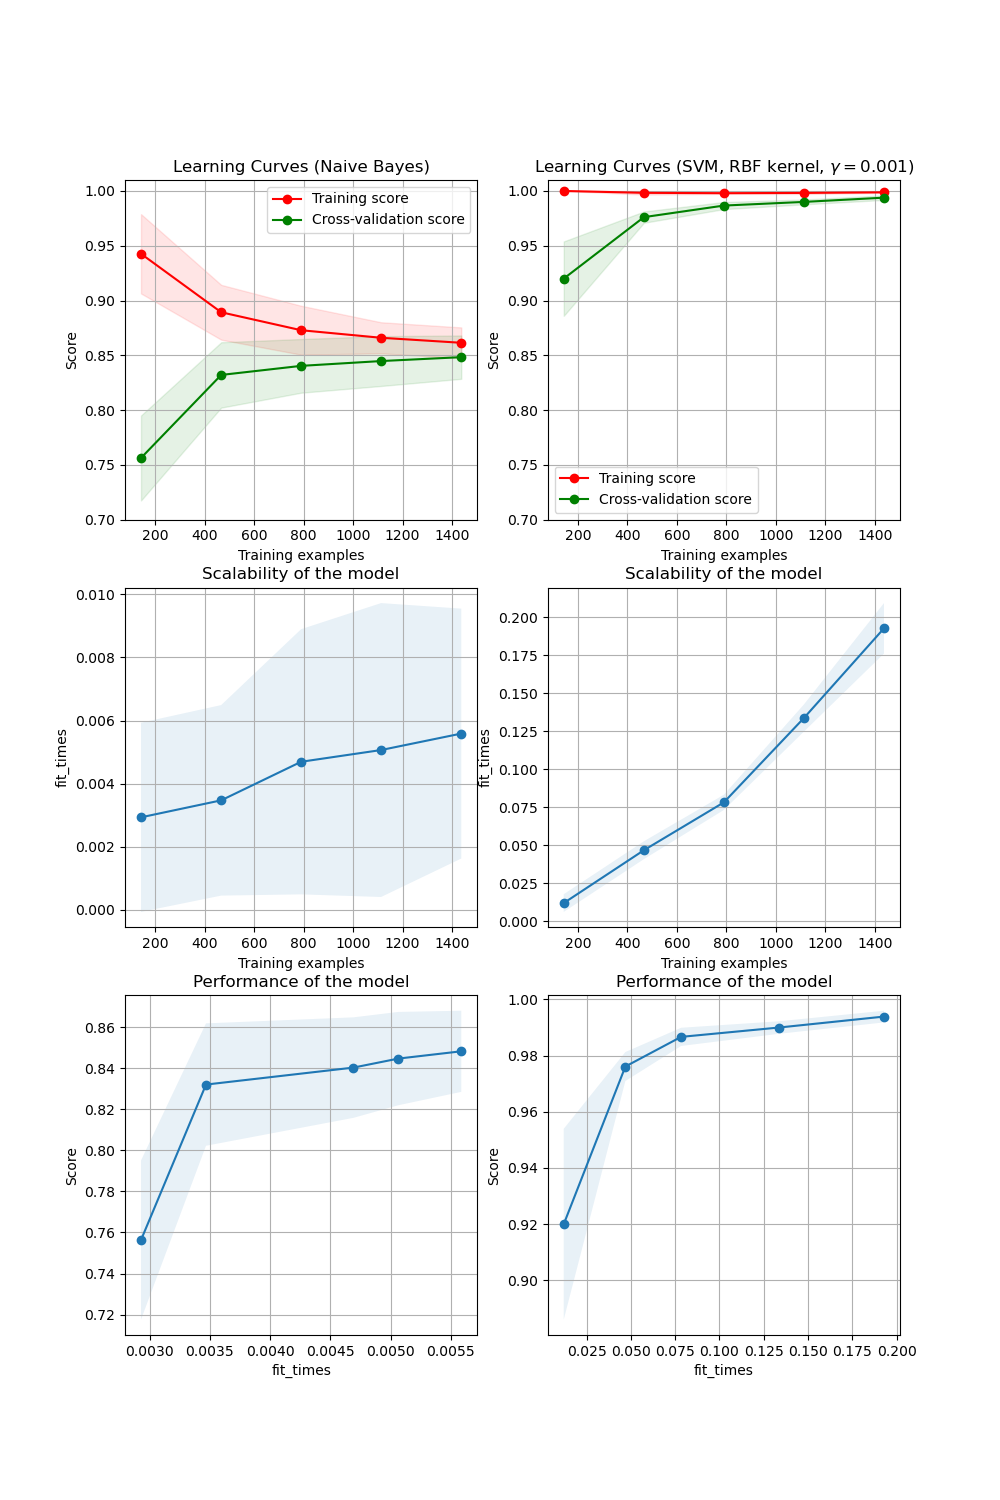 Learning Curves (Naive Bayes)
Score
1.00
0.95
0.90
0.85
0.80
0.75
0.70
Training score
Cross-validation score
200 400 600 800 1000 1200 1400
Training examples
Learning Curves (SVM, RBF kernel, γ = 0.001)
Score
1.00
0.95
0.90
0.85
0.80
0.75
0.70
Training score
Cross-validation score
200 400 600 800 1000 1200 1400
Training examples
Scalability of the model
fit_times
0.010
0.008
0.006
0.004
0.002
0.000
200 400 600 800 1000 1200 1400
Training examples
Scalability of the model
fit_times
0.200
0.175
0.150
0.125
0.100
0.075
0.050
0.025
0.000
200 400 600 800 1000 1200 1400
Training examples
Performance of the model
Score
0.86
0.84
0.82
0.80
0.78
0.76
0.74
0.72
0.0030 0.0035 0.0040 0.0045 0.0050 0.0055
fit_times
Performance of the model
Score
1.00
0.98
0.96
0.94
0.92
0.90
0.025 0.050 0.075 0.100 0.125 0.150 0.175 0.200
fit_times